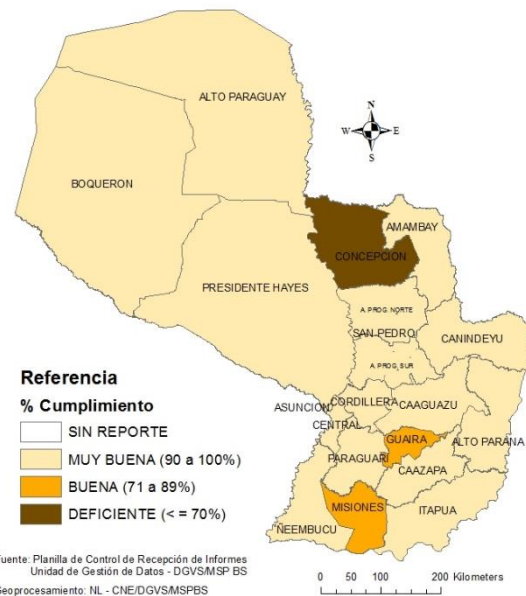 ALTO PARAGUAY
N
W E
S
BOQUERON
AMAMBAY
CONCEPCION
PRESIDENTE HAYES
A. PROG. NORTE
SAN PEDRO
CANINDEYU
A. PROG. SUR
Referencia
% Cumplimiento
SIN REPORTE
MUY BUENA (90 a 100%)
BUENA (71 a 89%)
DEFICIENTE (< = 70%)
ASUNCION
CORDILLERA
CAAGUAZU
CENTRAL
GUAIRA
ALTO PARANA
PARAGUARI
CAAZAPA
MISIONES
ITAPUA
ÑEEMBUCU
Fuente: Planilla de Control de Recepción de Informes
Unidad de Gestión de Datos - DGVS/MSP BS
Geoprocesamiento: NL - CNE/DGVS/MSPBS
0 50 100 200 Kilometers